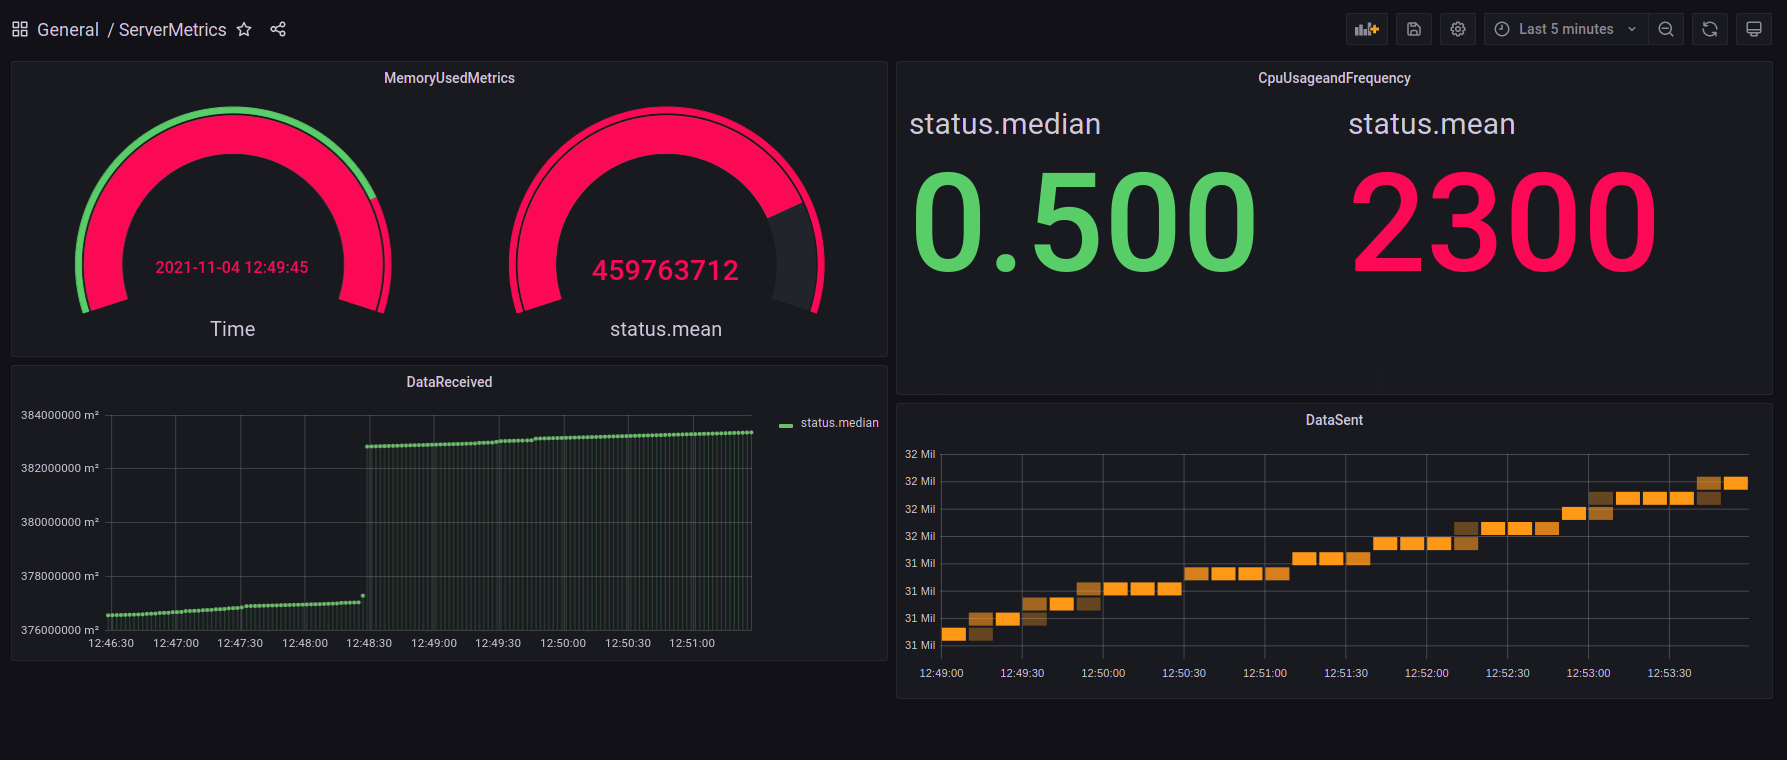 General / ServerMetrics
Last 5 minutes
MemoryUsedMetrics
2021-11-04 12:49:45
Time
459763712
status.mean
CpuUsageandFrequency
status.median
0.500
status.mean
2300
DataReceived
384000000 m²
382000000 m²
380000000 m²
378000000 m²
376000000 m²
12:46:30 12:47:00 12:47:30 12:48:00 12:48:30 12:49:00 12:49:30 12:50:00 12:50:30 12:51:00
status.median
DataSent
32 Mil
32 Mil
32 Mil
32 Mil
31 Mil
31 Mil
31 Mil
31 Mil
12:49:00 12:49:30 12:50:00 12:50:30 12:51:00 12:51:30 12:52:00 12:52:30 12:53:00 12:53:30